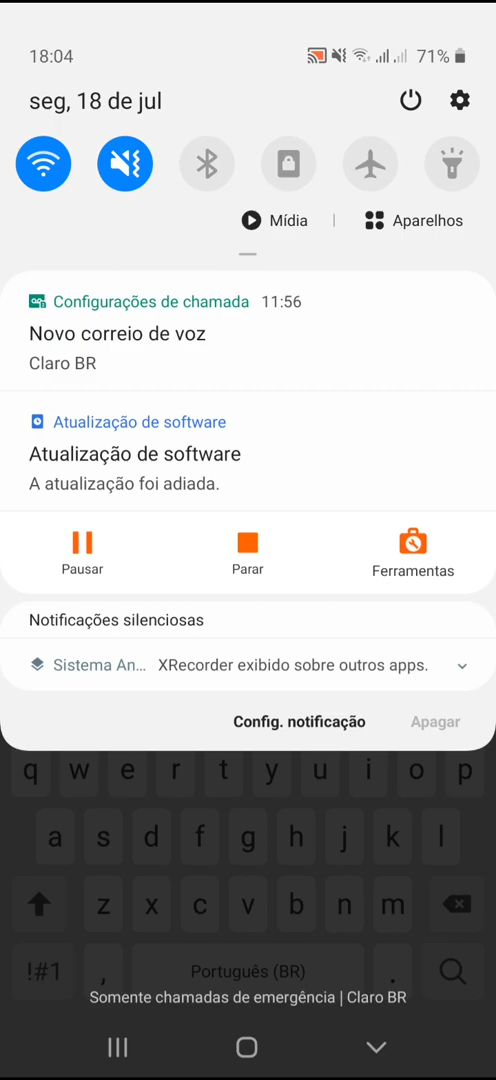 18:04 71%
seg, 18 de jul
Mídia | Aparelhos
Configurações de chamada 11:56
Novo correio de voz
Claro BR
Atualização de software
Atualização de software
A atualização foi adiada.
Pausar Parar Ferramentas
Notificações silenciosas
Sistema An... XRecorder exibido sobre outros apps.
Config. notificação Apagar
q w e r t y u i o p
a s d f g h j k l
z x c v b n m
!#1 , Português (BR) .
Somente chamadas de emergência | Claro BR